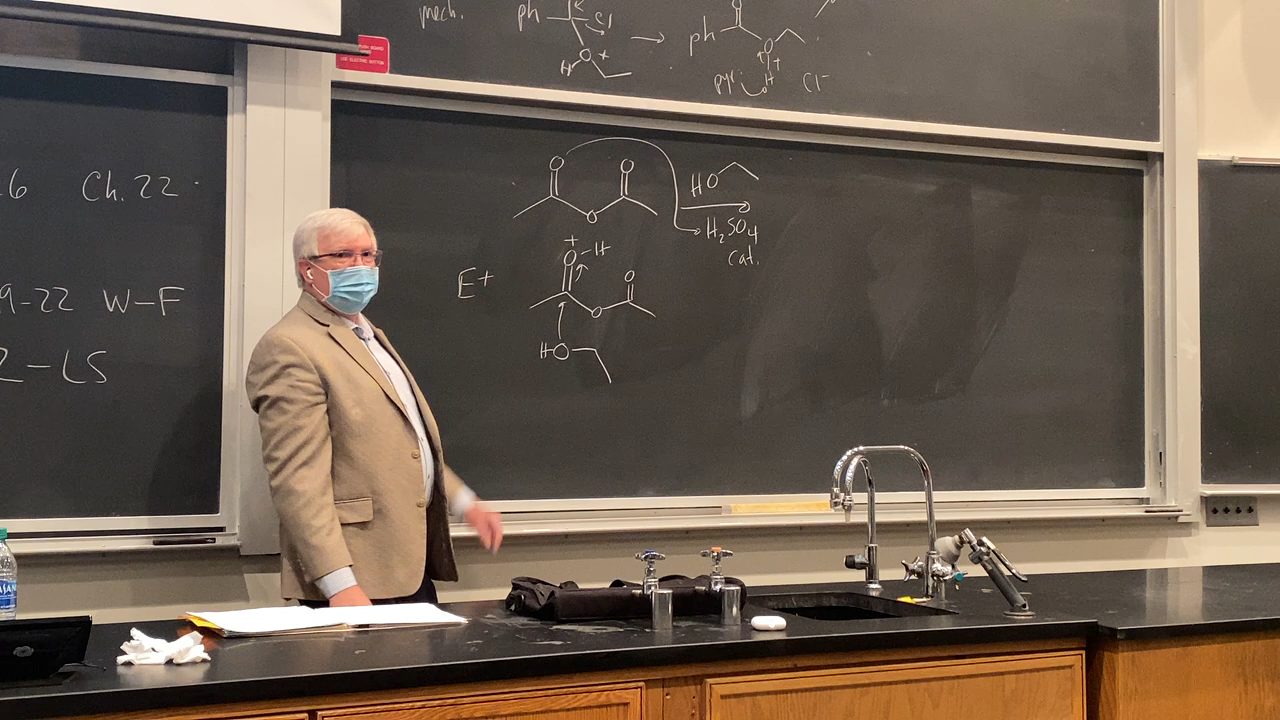 mech.
ph
Cl
H O +
ph
O
+
pyr: H
Cl⁻
6 Ch. 22
9-22 W-F
2-LS
O O
O
HO
H₂SO₄
cat.
E+
+
O-H
O
O
HO